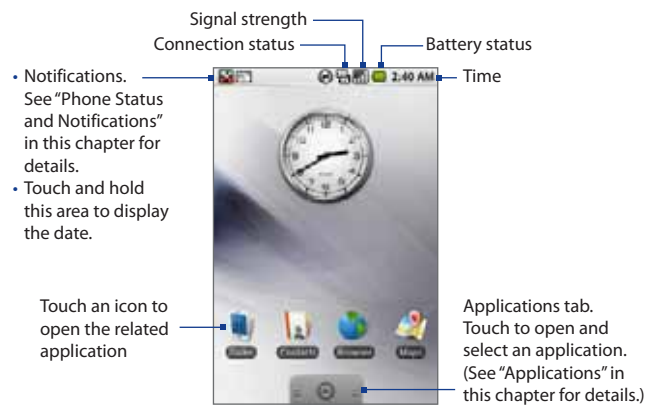 Signal strength
Connection status
Battery status
• Notifications.
See “Phone Status
and Notifications”
in this chapter for
details.
• Touch and hold
this area to display
the date.
2:40 AM
Time
Touch an icon to
open the related
application
Dialer
Contacts
Browser
Maps
Applications tab.
Touch to open and
select an application.
(See “Applications” in
this chapter for details.)